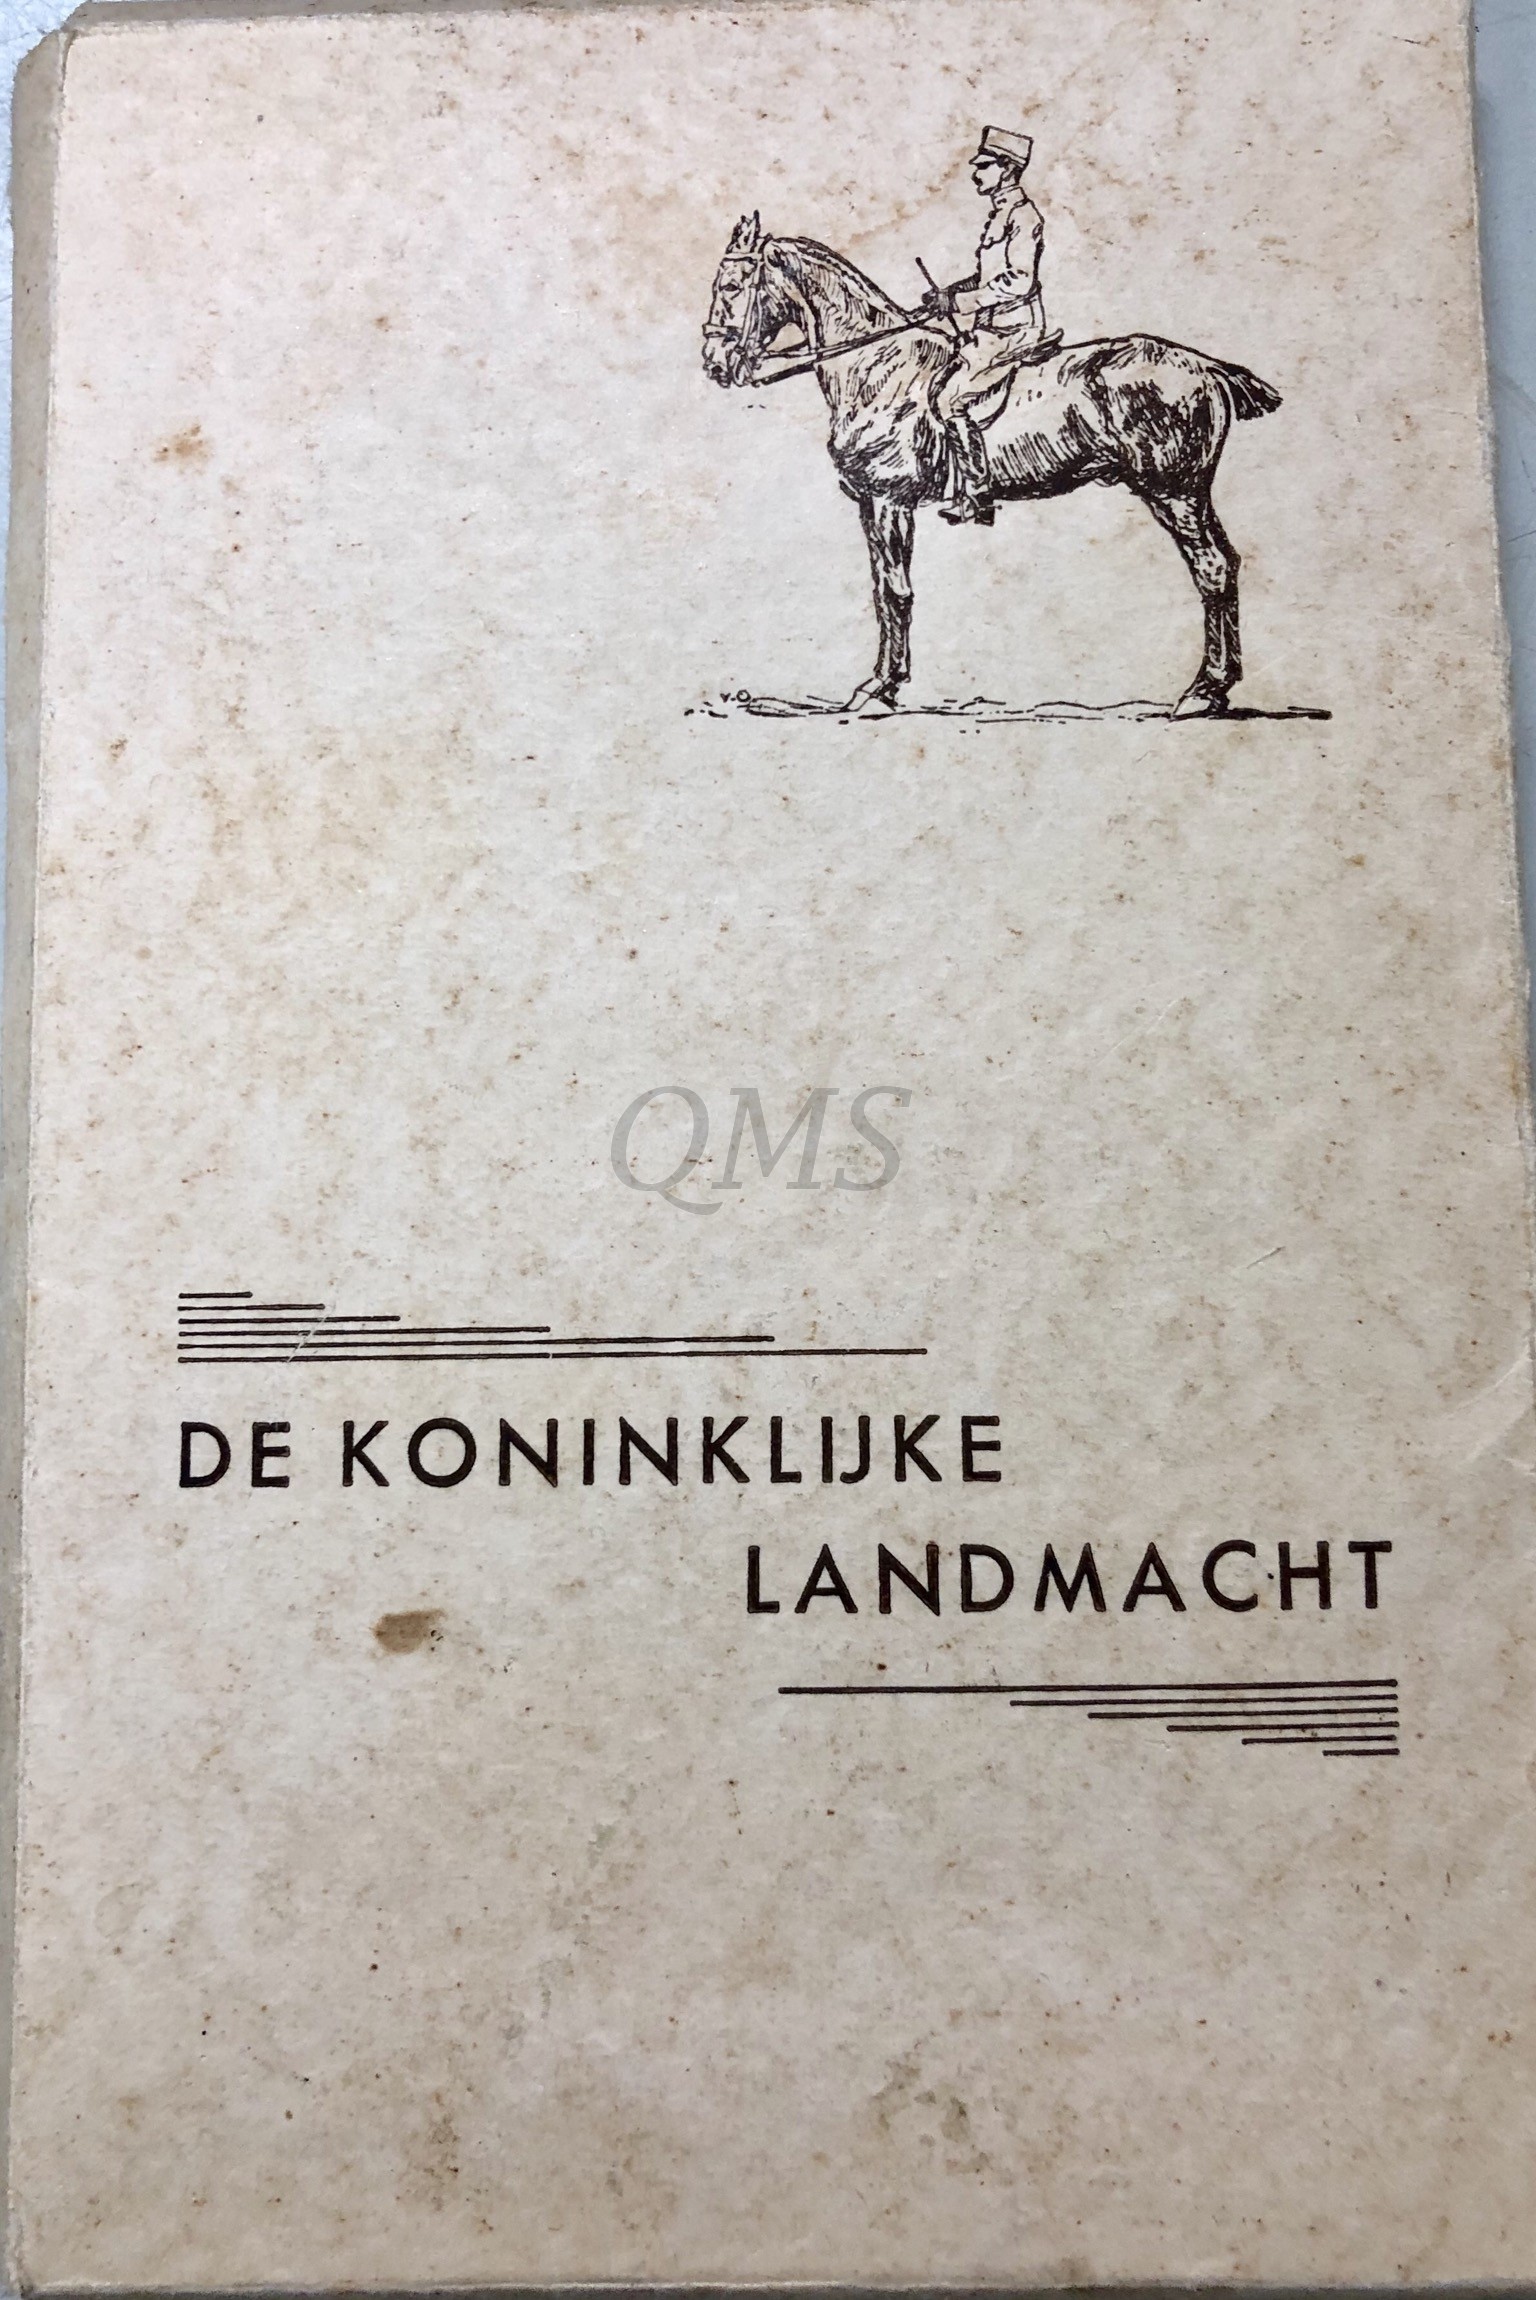 v.O.
QMS
DE KONINKLIJKE
LANDMACHT